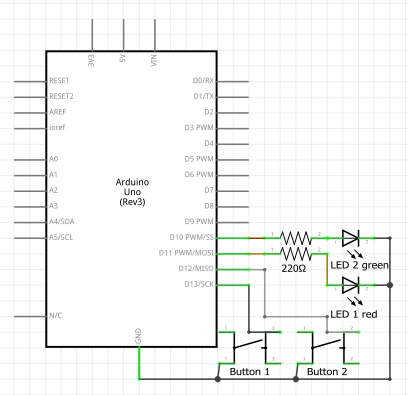 3V3
5V
VIN
RESET
D0/RX
RESET2
D1/TX
AREF
D2
ioref
D3 PWM
D4
A0
D5 PWM
A1
D6 PWM
A2
D7
A3
D8
A4/SDA
D9 PWM
A5/SCL
D10 PWM/SS
D11 PWM/MOSI
D12/MISO
D13/SCK
N/C
GND
Arduino
Uno
(Rev3)
220Ω
LED 2 green
LED 1 red
Button 1
Button 2